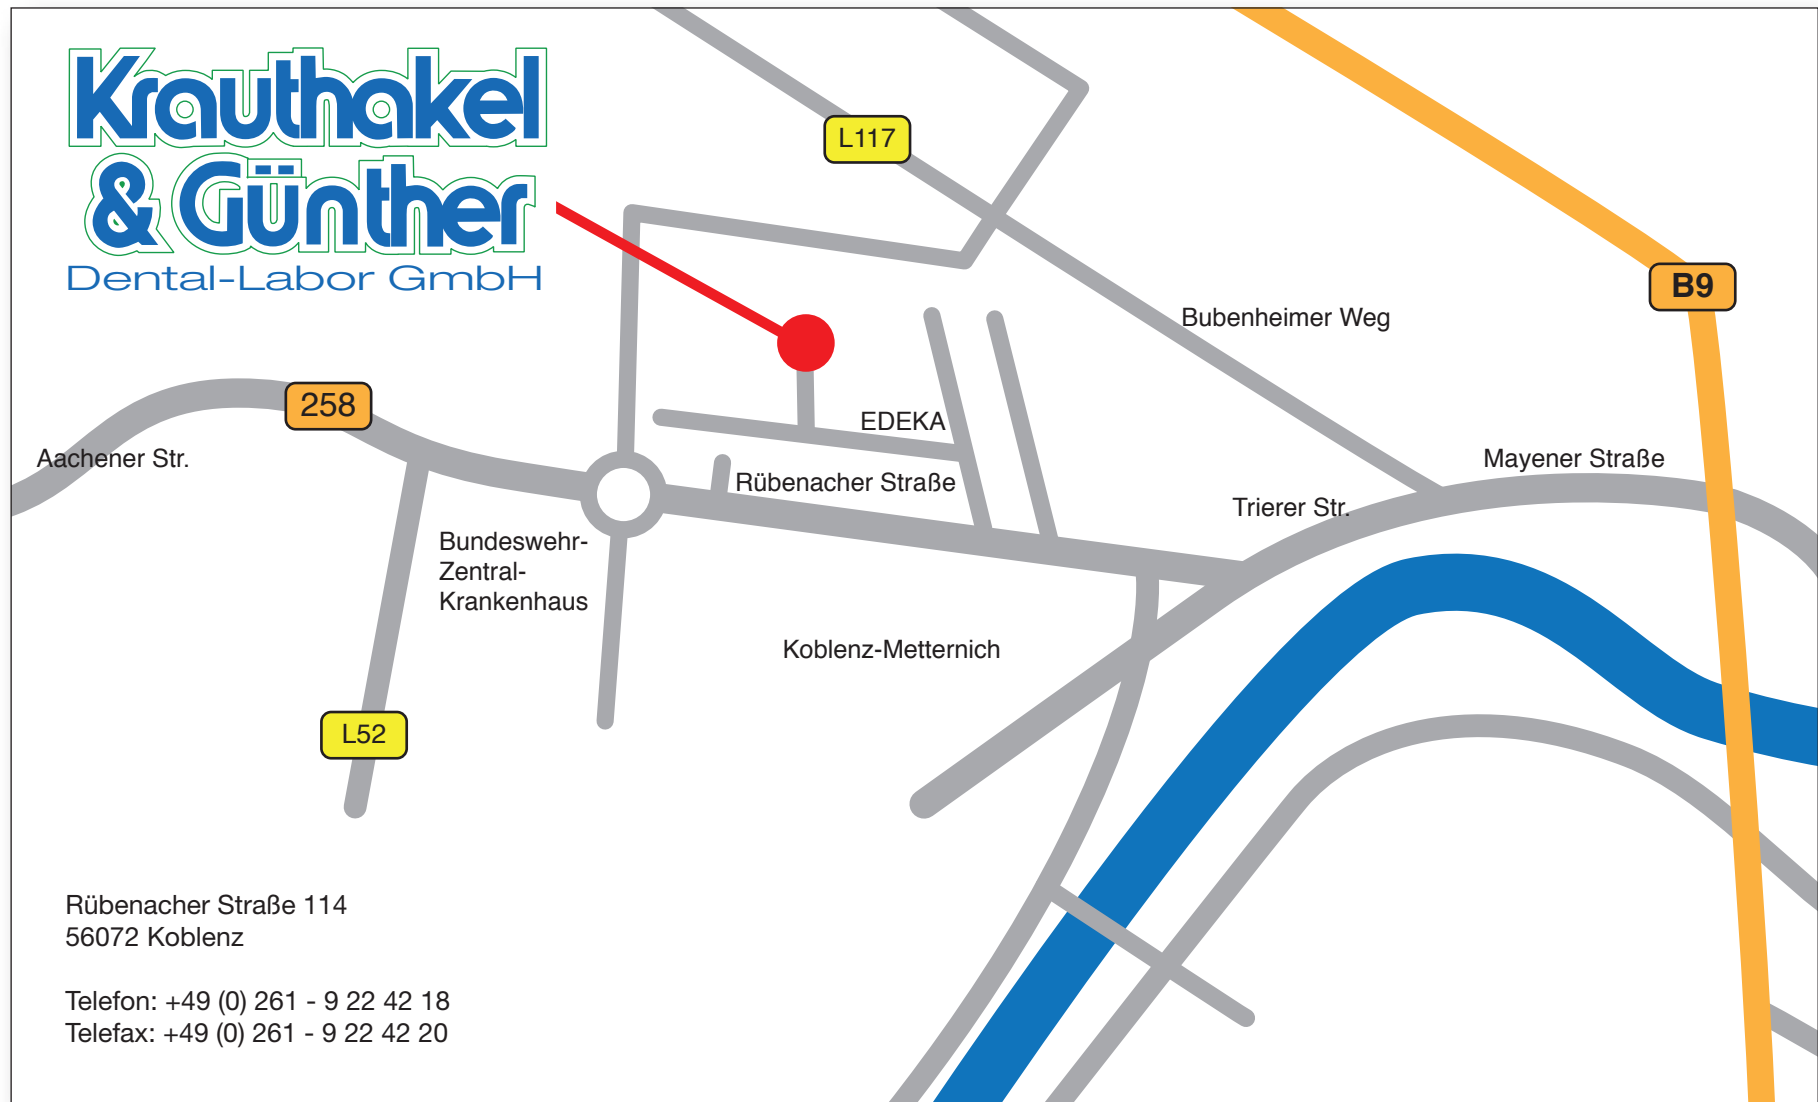 Krauthakel
& Günther
Dental-Labor GmbH
L117
B9
Bubenheimer Weg
258
EDEKA
Aachener Str.
Mayener Straße
Rübenacher Straße
Trierer Str.
Bundeswehr-
Zentral-
Krankenhaus
Koblenz-Metternich
L52
Rübenacher Straße 114
56072 Koblenz
Telefon: +49 (0) 261 - 9 22 42 18
Telefax: +49 (0) 261 - 9 22 42 20